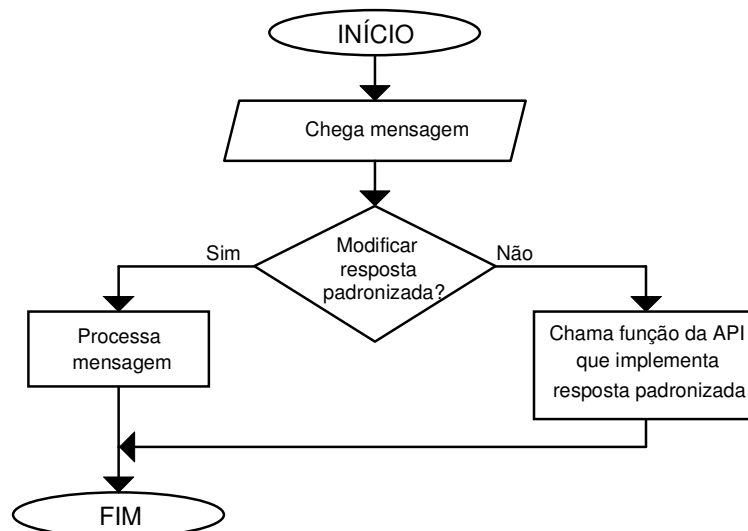 INÍCIO
Chega mensagem
Modificar
resposta
padronizada?
Sim
Não
Processa
mensagem
Chama função da API
que implementa
resposta padronizada
FIM